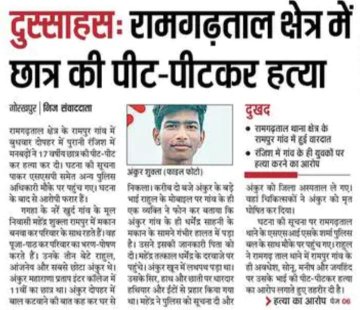 दुस्साहस: रामगढ़ताल क्षेत्र में
छात्र की पीट-पीटकर हत्या
गोरखपुर | निज संवाददाता
रामगढ़ताल क्षेत्र के रामपुर गांव में
बुधवार दोपहर में पुरानी रंजिश में
मनबढ़ों ने 17 वर्षीय छात्र की पीट-पीट
कर हत्या कर दी। घटना की सूचना
पाकर एसएसपी समेत अन्य पुलिस
अधिकारी मौके पर पहुंच गए। घटना
के बाद से आरोपी फरार हैं।
गगहा के नर्रे खुर्द गांव के मूल
निवासी महेन्द्र शुक्ला रामपुर में मकान
बनवा कर परिवार के साथ रहते हैं। वह
पूजा-पाठ कर परिवार का भरण-पोषण
करते हैं। उनके तीन बेटे राहुल,
आंजनेय और सबसे छोटा अंकुर थे।
अंकुर महाराणा प्रताप इंटर कॉलेज में
11वीं का छात्र था। अंकुर दोपहर में
बाल कटवाने की बात कह कर घर से
अंकुर शुक्ला (फाइल फोटो)
निकला। करीब दो बजे अंकुर के बड़े
भाई राहुल के मोबाइल पर गांव के ही
एक व्यक्ति ने फोन कर बताया कि
अंकुर गांव के ही धर्मेन्द्र साहनी के
मकान के सामने गंभीर हालत में पड़ा
है। उसने इसकी जानकारी पिता को
दी। महेन्द्र तत्काल धर्मेन्द्र के दरवाजे पर
पहुंचे। अंकुर खून में लथपथ पड़ा था।
उसके सिर, हाथ और छाती पर धारदार
हथियार और ईंटों से प्रहार किया गया
था। महेन्द्र ने पुलिस को सूचना दी और
दुखद
रामगढ़ताल थाना क्षेत्र के
रामपुर गांव में हुई वारदात
रंजिश में गांव के ही युवकों पर
हत्या करने का आरोप
अंकुर को जिला अस्पताल ले गए।
वहां चिकित्सकों ने अंकुर को मृत
घोषित कर दिया।
घटना की सूचना पर रामगढ़ताल
थाने के एसएसआई एसके शर्मा पुलिस
बल के साथ मौके पर पहुंच गए। राहुल ने
रामगढ़ ताल थाने में रामपुर गांव के ही
अवधेश, सोनू, मनोष और जयहिंद
पर उसके भाई की पीट-पीटकर हत्या
का आरोप लगाते हुए तहरीर दी है।
हत्या का आरोप पेज 06